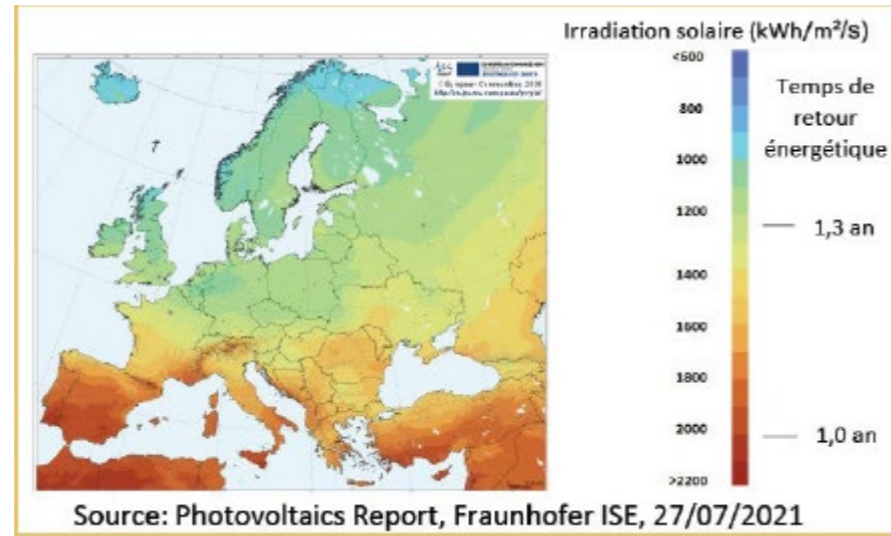 Irradiation solaire (kWh/m²/s)
<600
800
1000
1200
1400
1600
1800
2000
>2200
Temps de
retour
énergétique
1,3 an
1,0 an
Source: Photovoltaics Report, Fraunhofer ISE, 27/07/2021